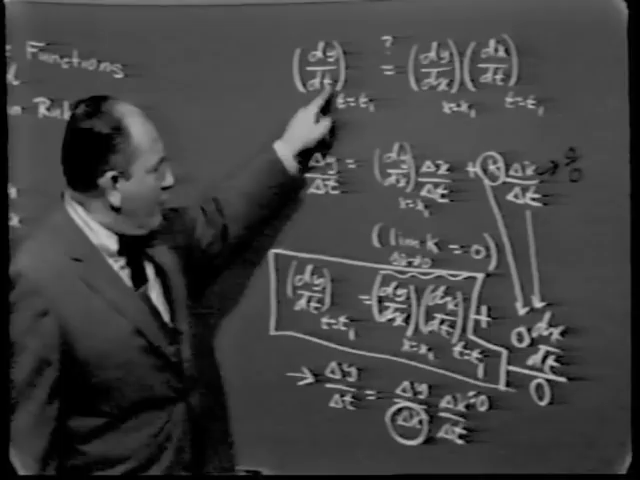 Functions
(dy/dt)t=t₁ ?= (dy/dx)x=x₁ (dx/dt)t=t₁
Δy/Δt = (dy/dx)x=x₁ Δx/Δt + k Δx/Δt → 0/0
(lim k = 0)
Δx→0
(dy/dt)t=t₁ = (dy/dx)x=x₁ (dx/dt)t=t₁ + 0 dx/dt
0
→ Δy/Δt = Δy/Δx Δx/Δt
=0